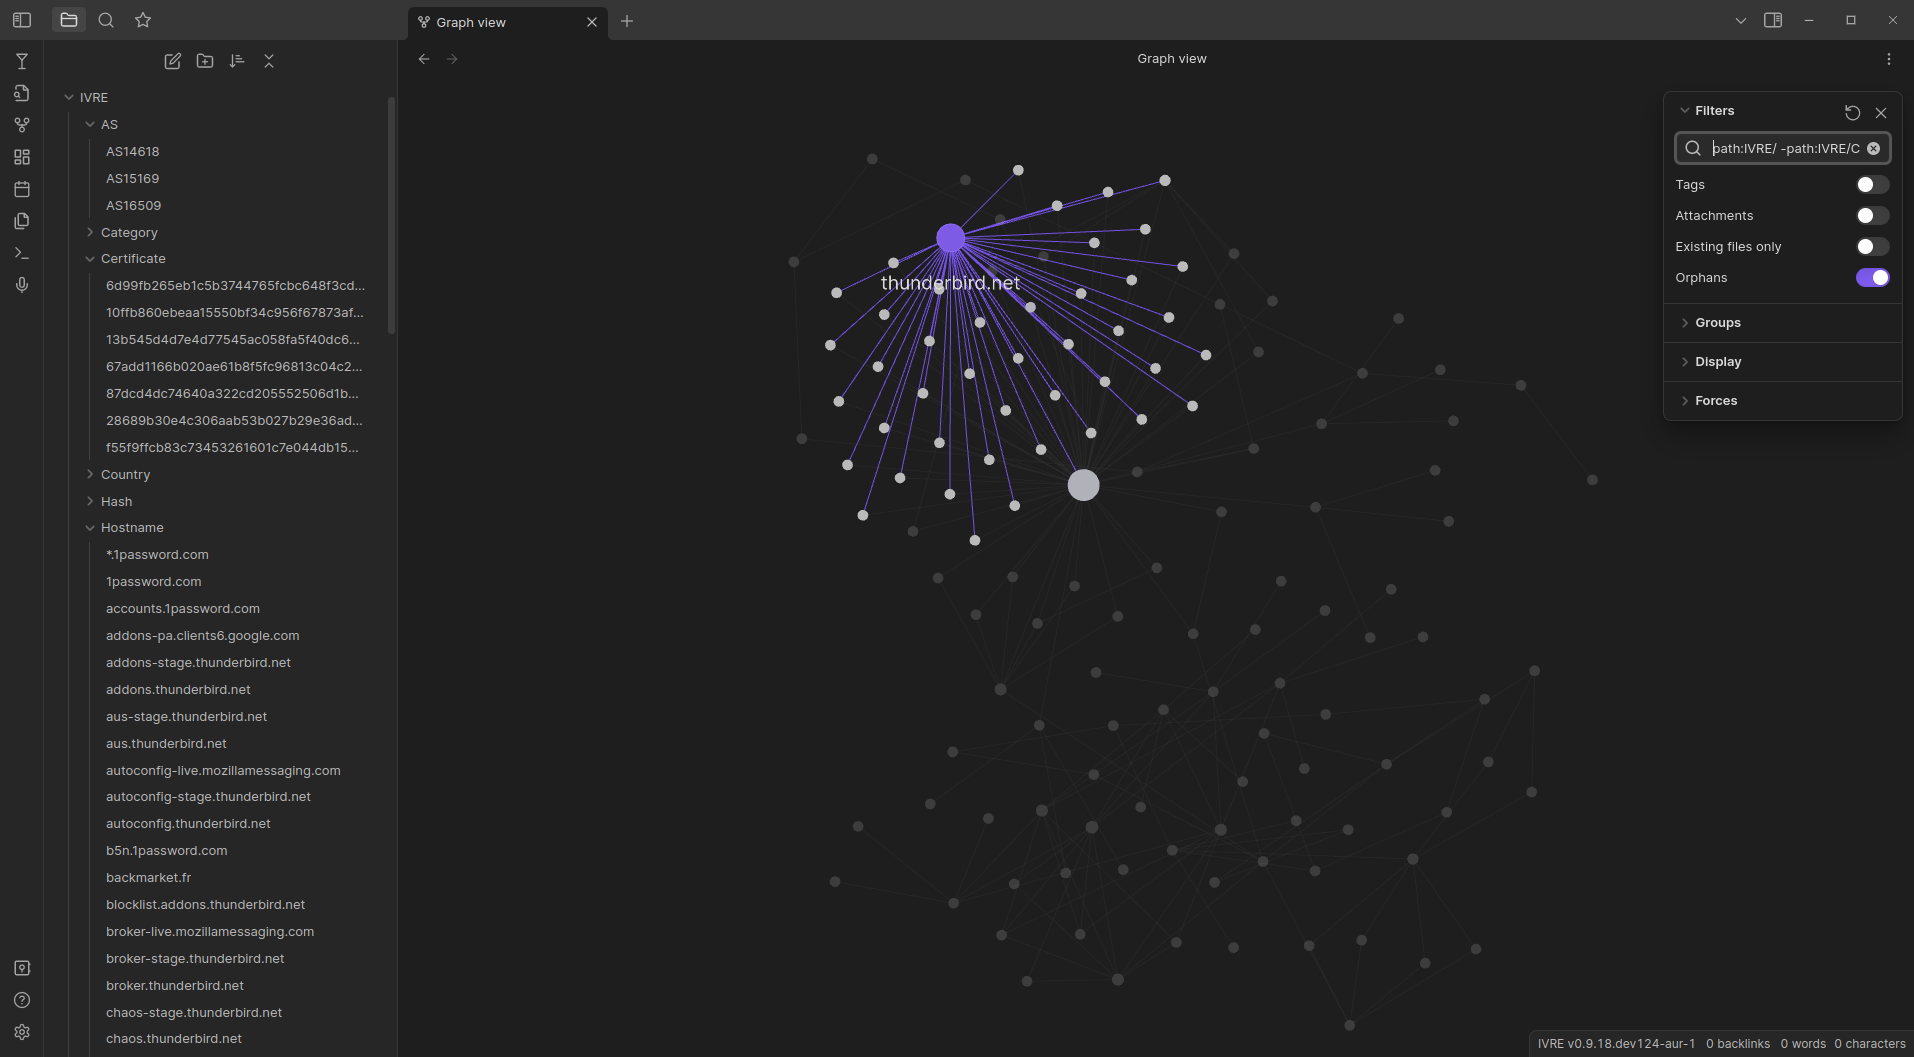 Graph view
Graph view
IVRE
AS
AS14618
AS15169
AS16509
Category
Certificate
6d99fb265eb1c5b3744765fcbc648f3cd...
10ffb860ebeaa15550bf34c956f67873af...
13b545d4d7e4d77545ac058fa5f40dc6...
67add1166b020ae61b8f5fc96813c04c2...
87dcd4dc74640a322cd205552506d1b...
28689b30e4c306aab53b027b29e36ad...
f55f9ffcb83c73453261601c7e044db15...
Country
Hash
Hostname
*.1password.com
1password.com
accounts.1password.com
addons-pa.clients6.google.com
addons-stage.thunderbird.net
addons.thunderbird.net
aus-stage.thunderbird.net
aus.thunderbird.net
autoconfig-live.mozillamessaging.com
autoconfig-stage.thunderbird.net
autoconfig.thunderbird.net
b5n.1password.com
backmarket.fr
blocklist.addons.thunderbird.net
broker-live.mozillamessaging.com
broker-stage.thunderbird.net
broker.thunderbird.net
chaos-stage.thunderbird.net
chaos.thunderbird.net
thunderbird.net
Filters
path:IVRE/ -path:IVRE/C
Tags
Attachments
Existing files only
Orphans
Groups
Display
Forces
IVRE v0.9.18.dev124-aur-1 0 backlinks 0 words 0 characters